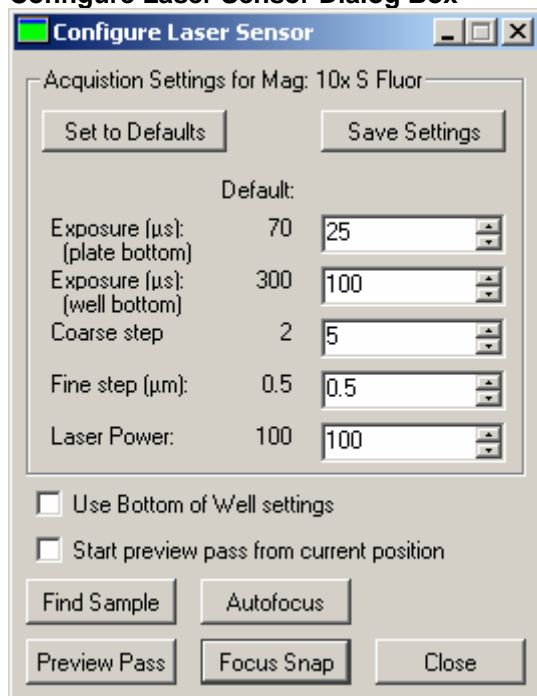 Configure Laser Sensor Dialog Box
Configure Laser Sensor
Acquistion Settings for Mag: 10x S Fluor
Set to Defaults Save Settings
Default:
Exposure (µs): 70 25
(plate bottom)
Exposure (µs): 300 100
(well bottom)
Coarse step 2 5
Fine step (µm): 0.5 0.5
Laser Power: 100 100
Use Bottom of Well settings
Start preview pass from current position
Find Sample Autofocus
Preview Pass Focus Snap Close